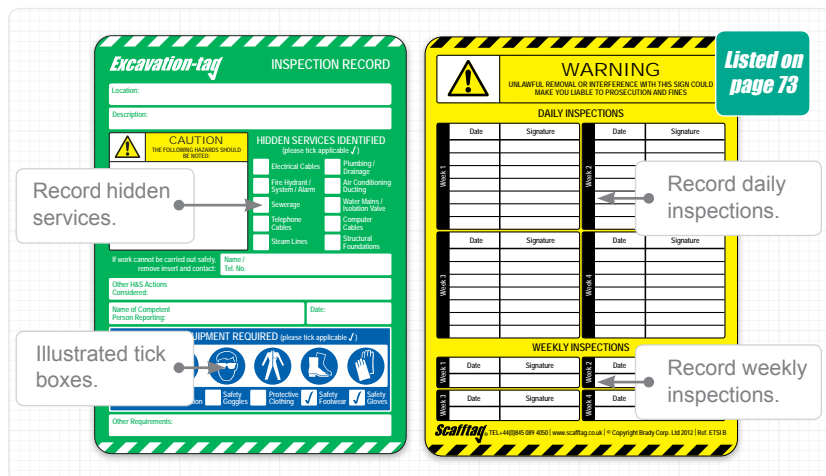 Excavation-tag INSPECTION RECORD
Location:
Description:
CAUTION
THE FOLLOWING HAZARDS SHOULD
BE NOTED:
HIDDEN SERVICES IDENTIFIED
(please tick applicable ✓)
Electrical Cables
Plumbing /
Drainage
Fire Hydrant /
System / Alarm
Air Conditioning
Ducting
Sewerage
Water Mains /
Isolation Valve
Telephone
Cables
Computer
Cables
Steam Lines
Structural
Foundations
Record hidden
services.
If work cannot be carried out safely,
remove insert and contact:
Name /
Tel. No.
Other H&S Actions
Considered:
Name of Competent
Person Reporting:
Date:
EQUIPMENT REQUIRED (please tick applicable ✓)
Illustrated tick
boxes.
Safety
Goggles
Protective
Clothing
✓ Safety
Footwear
✓ Safety
Gloves
Other Requirements:
Listed on
page 73
WARNING
UNLAWFUL REMOVAL OR INTERFERENCE WITH THIS SIGN COULD
MAKE YOU LIABLE TO PROSECUTION AND FINES
DAILY INSPECTIONS
Week 1
Date Signature
Week 2
Date Signature
Record daily
inspections.
Week 3
Date Signature
Week 4
Date Signature
WEEKLY INSPECTIONS
Week 1
Date Signature
Week 2
Date
Record weekly
inspections.
Week 3
Date Signature
Week 4
Date
Scafftag. TEL+44(0)845 089 4050 | www.scafftag.co.uk | © Copyright Brady Corp. Ltd 2012 | Ref. ETSI B